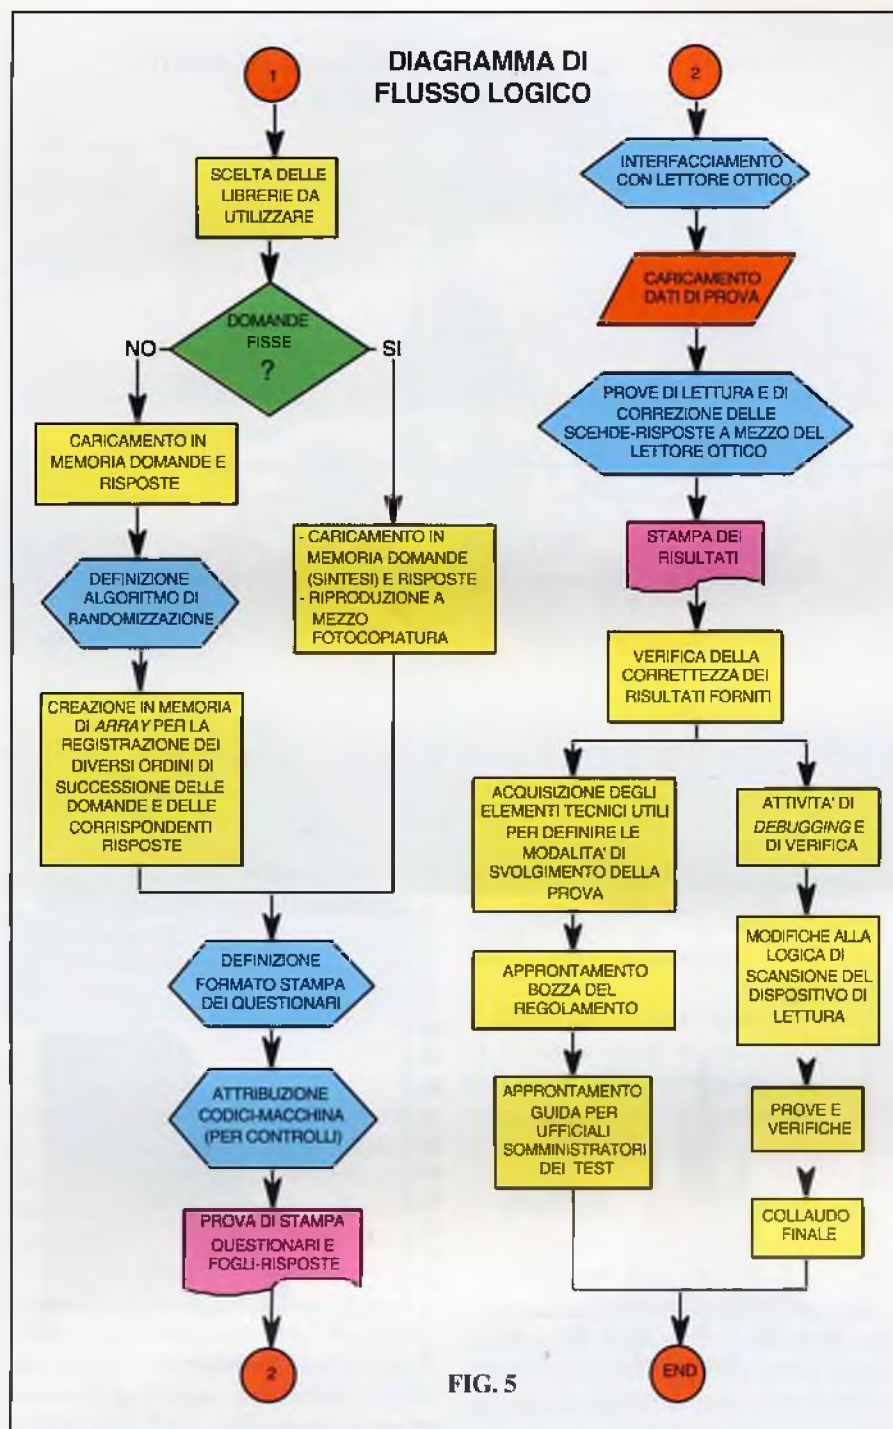 DIAGRAMMA DI
FLUSSO LOGICO
1
SCELTA DELLE
LIBRERIE DA
UTILIZZARE
DOMANDE
FISSE
?
NO
SI
CARICAMENTO IN
MEMORIA DOMANDE E
RISPOSTE
DEFINIZIONE
ALGORITMO DI
RANDOMIZZAZIONE
CREAZIONE IN MEMORIA
DI ARRAY PER LA
REGISTRAZIONE DEI
DIVERSI ORDINI DI
SUCCESSIONE DELLE
DOMANDE E DELLE
CORRISPONDENTI
RISPOSTE
- CARICAMENTO IN
MEMORIA DOMANDE
(SINTESI) E RISPOSTE
- RIPRODUZIONE A
MEZZO
FOTOCOPIATURA
DEFINIZIONE
FORMATO STAMPA
DEI QUESTIONARI
ATTRIBUZIONE
CODICI-MACCHINA
(PER CONTROLLI)
PROVA DI STAMPA
QUESTIONARI E
FOGLI-RISPOSTE
2
2
INTERFACCIAMENTO
CON LETTORE OTTICO
CARICAMENTO
DATI DI PROVA
PROVE DI LETTURA E DI
CORREZIONE DELLE
SCEHDE-RISPOSTE A MEZZO DEL
LETTORE OTTICO
STAMPA DEI
RISULTATI
VERIFICA DELLA
CORRETTEZZA DEI
RISULTATI FORNITI
ACQUISIZIONE DEGLI
ELEMENTI TECNICI UTILI
PER DEFINIRE LE
MODALITA' DI
SVOLGIMENTO DELLA
PROVA
APPRONTAMENTO
BOZZA DEL
REGOLAMENTO
APPRONTAMENTO
GUIDA PER
UFFICIALI
SOMMINISTRATORI
DEI TEST
ATTIVITA' DI
DEBUGGING E
DI VERIFICA
MODIFICHE ALLA
LOGICA DI
SCANSIONE DEL
DISPOSITIVO DI
LETTURA
PROVE E
VERIFICHE
COLLAUDO
FINALE
END
FIG. 5